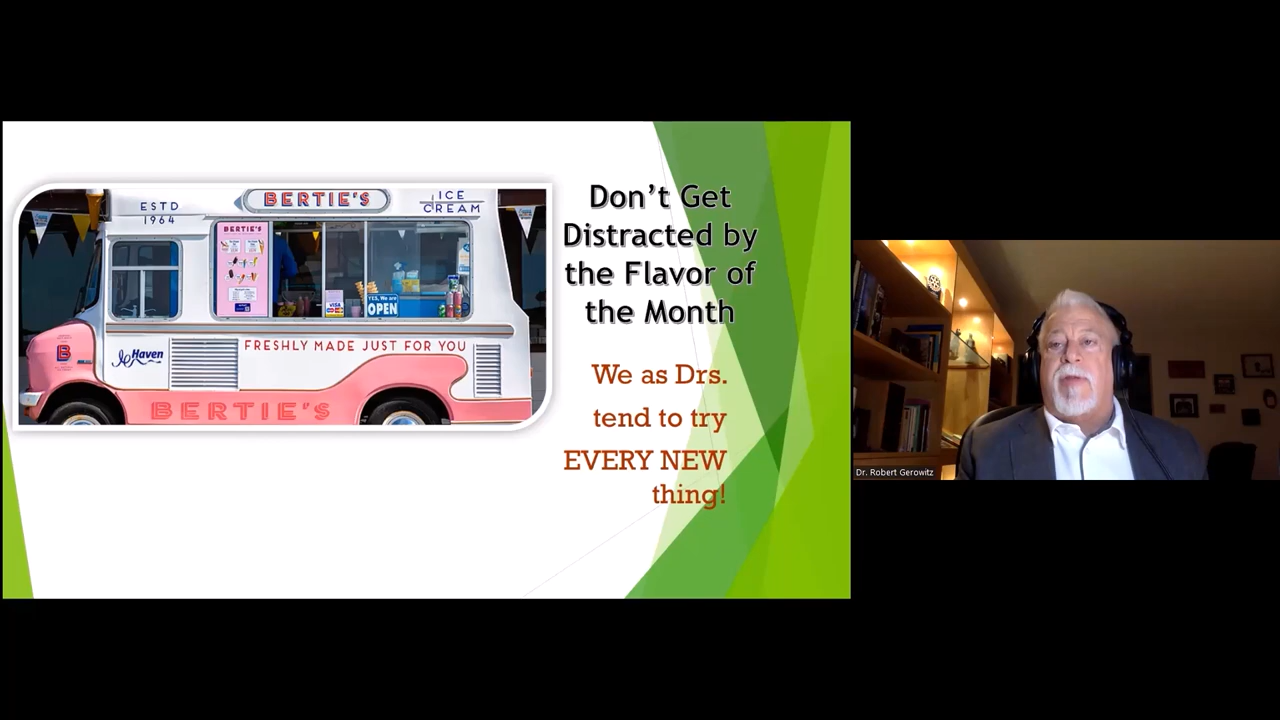 ESTD
1964
BERTIE'S
ICE
CREAM
BERTIE'S
VISA
YES, We are
OPEN
B
Haven
FRESHLY MADE JUST FOR YOU
BERTIE'S
Don't Get
Distracted by
the Flavor of
the Month
We as Drs.
tend to try
EVERY NEW
thing!
Dr. Robert Gerowitz